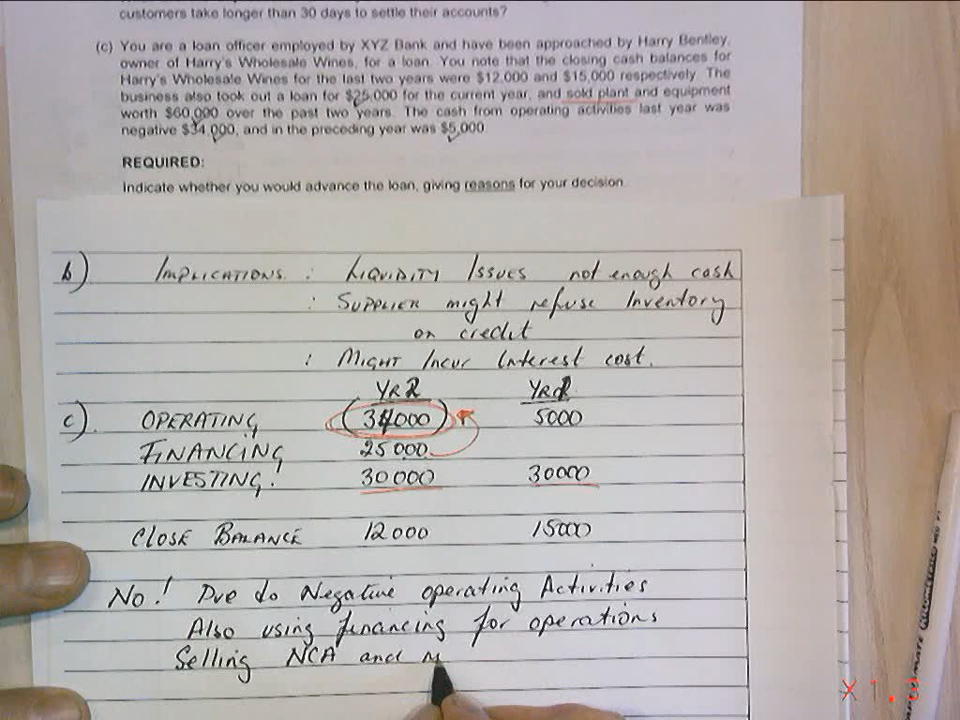 customers take longer than 30 days to settle their accounts?
(c) You are a loan officer employed by XYZ Bank and have been approached by Harry Bentley,
owner of Harry's Wholesale Wines, for a loan. You note that the closing cash balances for
Harry's Wholesale Wines for the last two years were $12,000 and $15,000 respectively. The
business also took out a loan for $25,000 for the current year, and sold plant and equipment
worth $60,000 over the past two years. The cash from operating activities last year was
negative $34,000, and in the preceding year was $5,000
REQUIRED:
Indicate whether you would advance the loan, giving reasons for your decision.
b) IMPLICATIONS : LIQUIDITY ISSUES not enough cash
: SUPPLIER might refuse Inventory
on credit
: MIGHT Incur Interest cost.
YR2 YR1
c). OPERATING (34000) 5000
FINANCING 25000
INVESTING! 30000 30000
CLOSE BALANCE 12000 15000
No! Due to Negative operating Activities
Also using financing for operations
Selling NCA and
X 1.